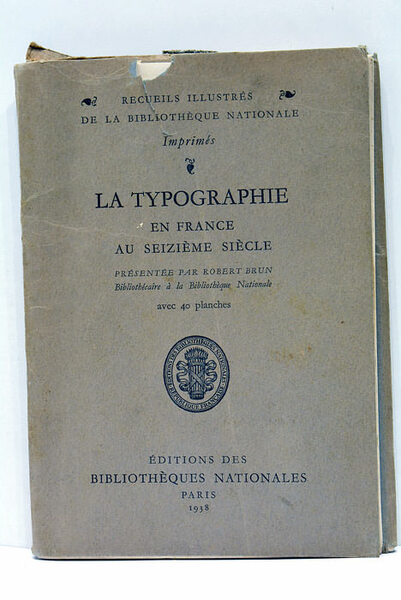 RECUEILS ILLUSTRÉS
DE LA BIBLIOTHÈQUE NATIONALE
Imprimés
LA TYPOGRAPHIE
EN FRANCE
AU SEIZIÈME SIÈCLE
PRÉSENTÉE PAR ROBERT BRUN
Bibliothécaire à la Bibliothèque Nationale
avec 40 planches
ÉDITIONS DES
BIBLIOTHÈQUES NATIONALES
PARIS
1938